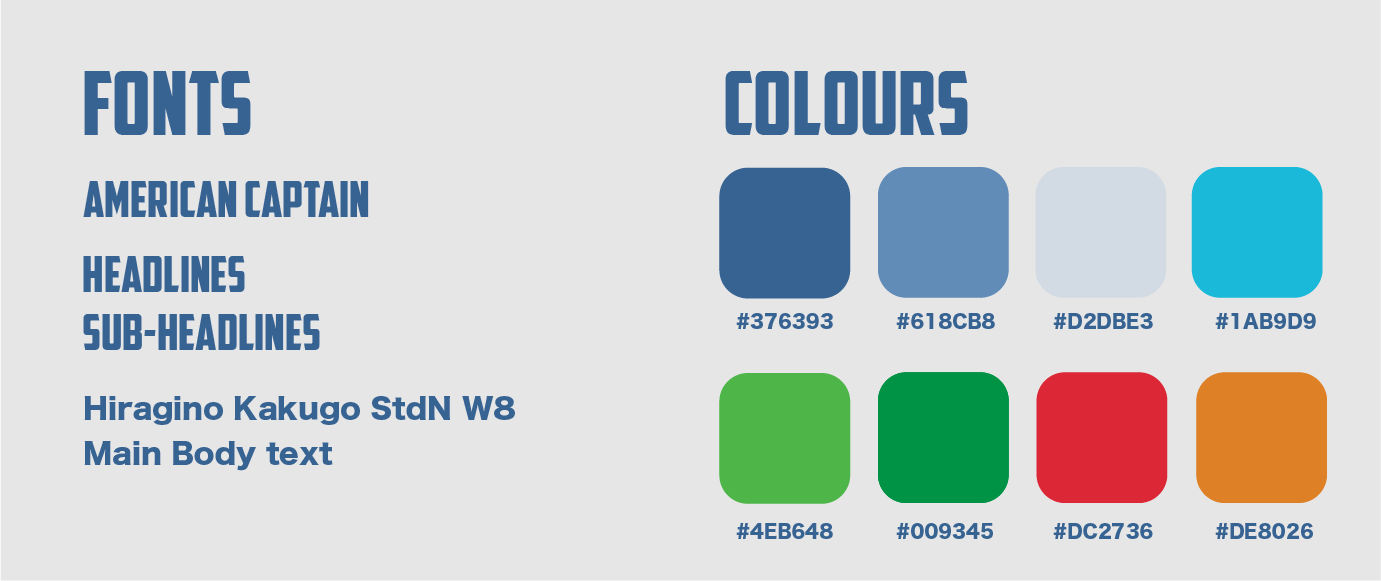 FONTS
AMERICAN CAPTAIN
HEADLINES
SUB-HEADLINES
Hiragino Kakugo StdN W8
Main Body text
COLOURS
#376393 #618CB8 #D2DBE3 #1AB9D9
#4EB648 #009345 #DC2736 #DE8026